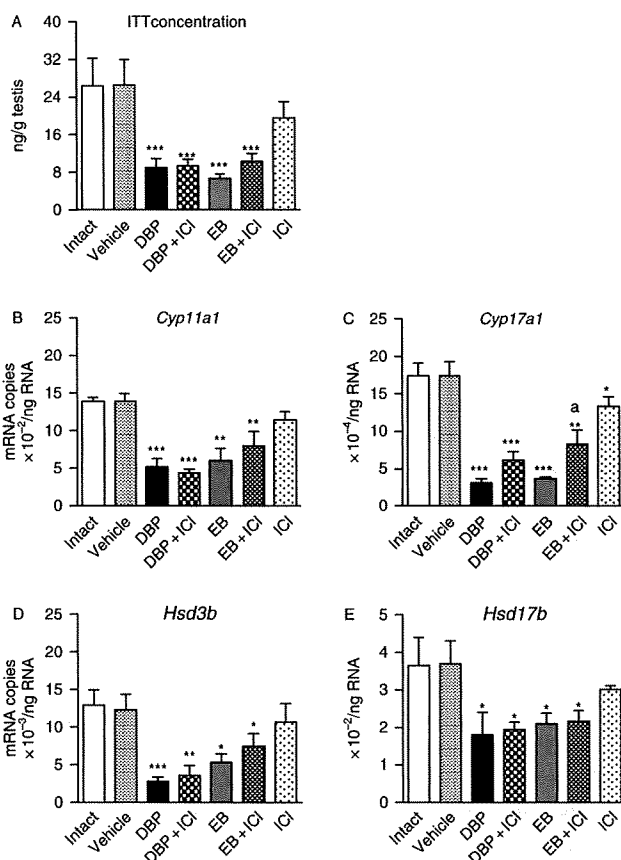 A ITTconcentration
40
32
24
16
8
0
ng/g testis
*** *** *** ***
Intact Vehicle DBP DBP + ICI EB EB + ICI ICI
B Cyp11a1
25
20
15
10
5
0
mRNA copies
× 10⁻²/ng RNA
*** *** ** **
Intact Vehicle DBP DBP + ICI EB EB + ICI ICI
C Cyp17a1
25
20
15
10
5
0
× 10⁻⁴/ng RNA
*** *** *** a ** *
Intact Vehicle DBP DBP + ICI EB EB + ICI ICI
D Hsd3b
25
20
15
10
5
0
mRNA copies
× 10⁻³/ng RNA
*** ** * *
Intact Vehicle DBP DBP + ICI EB EB + ICI ICI
E Hsd17b
5
4
3
2
1
0
× 10⁻²/ng RNA
* * * *
Intact Vehicle DBP DBP + ICI EB EB + ICI ICI